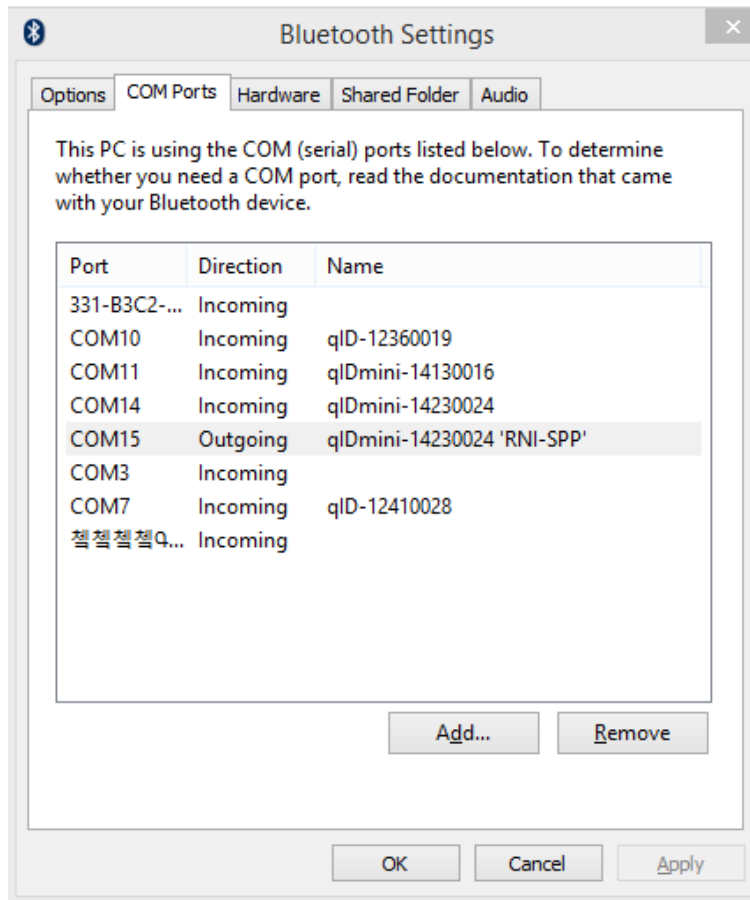 Bluetooth Settings
Options COM Ports Hardware Shared Folder Audio
This PC is using the COM (serial) ports listed below. To determine
whether you need a COM port, read the documentation that came
with your Bluetooth device.
Port Direction Name
331-B3C2-... Incoming
COM10 Incoming qID-12360019
COM11 Incoming qIDmini-14130016
COM14 Incoming qIDmini-14230024
COM15 Outgoing qIDmini-14230024 'RNI-SPP'
COM3 Incoming
COM7 Incoming qID-12410028
Incoming
Add... Remove
OK Cancel Apply